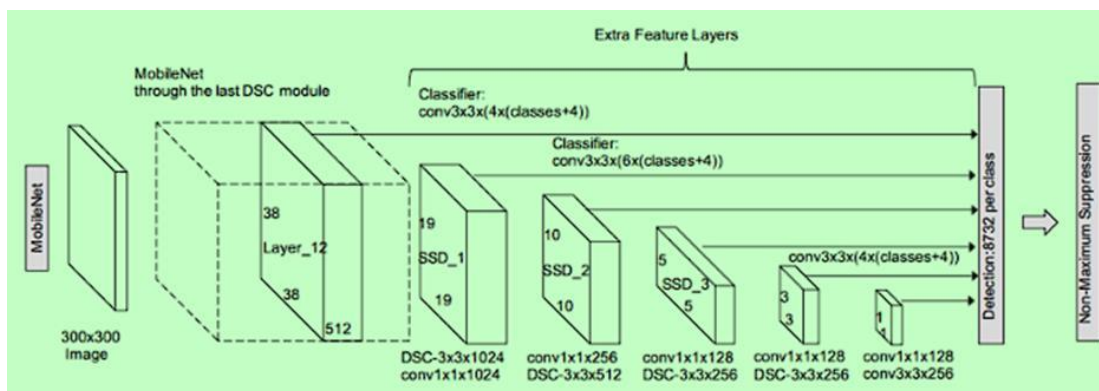 Extra Feature Layers
MobileNet
through the last DSC module
Classifier:
conv3x3x(4x(classes+4))
Classifier:
conv3x3x(6x(classes+4))
MobileNet
38
Layer_12
38
512
19
SSD_1
19
10
SSD_2
10
5
SSD_3
5
conv3x3x(4x(classes+4))
3
3
1
1
Detection:8732 per class
Non-Maximum Suppression
300x300
Image
DSC-3x3x1024
conv1x1x1024
conv1x1x256
DSC-3x3x512
conv1x1x128
DSC-3x3x256
conv1x1x128
DSC-3x3x256
conv1x1x128
conv3x3x256